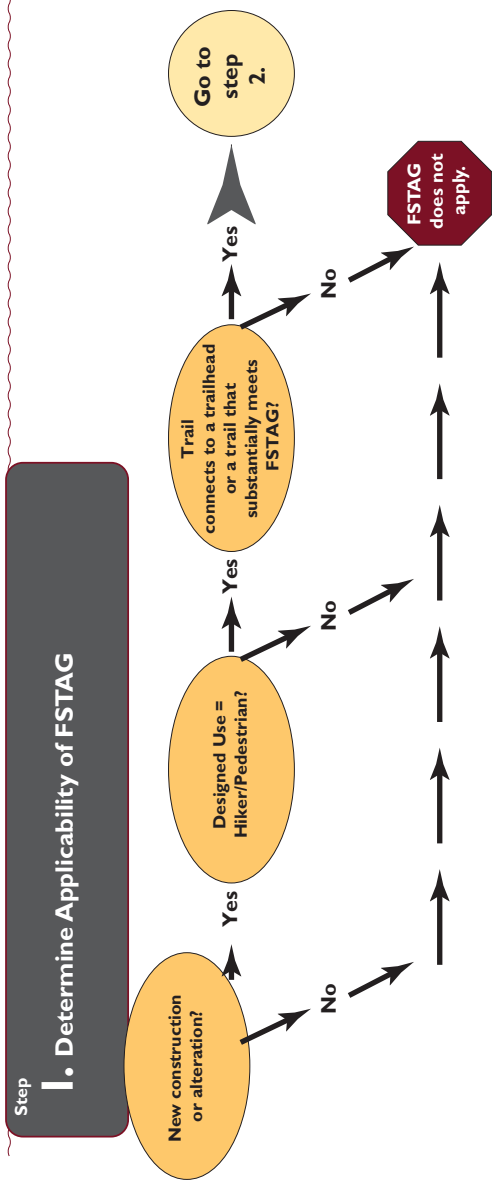 Step
1. Determine Applicability of FSTAG
New construction
or alteration?
Yes
No
Designed Use =
Hiker/Pedestrian?
Yes
No
Trail
connects to a trailhead
or a trail that
substantially meets
FSTAG?
Yes
No
Go to
step
2.
FSTAG
does not
apply.